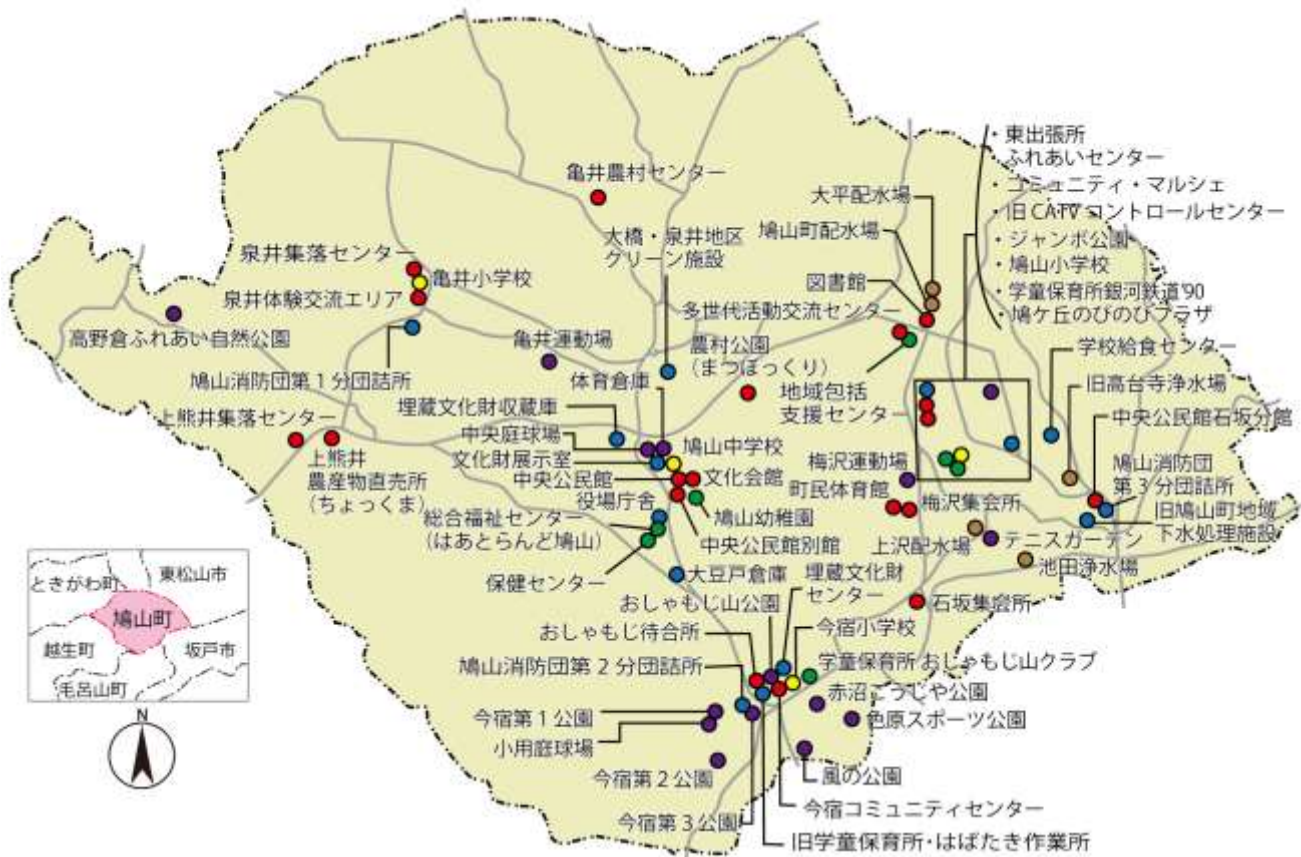 ・東出張所
ふれあいセンター
・コミュニティ・マルシェ
・旧CATVコントロールセンター
・ジャンボ公園
・鳩山小学校
・学童保育所銀河鉄道'90
・鳩ケ丘のびのびプラザ
亀井農村センター
大平配水場
鳩山町配水場
図書館
多世代活動交流センター
地域包括
支援センター
大橋・泉井地区
クリーン施設
泉井集落センター
亀井小学校
泉井体験交流エリア
高野倉ふれあい自然公園
鳩山消防団第1分団詰所
亀井運動場
農村公園
（まつぼっくり）
学校給食センター
旧高台寺浄水場
中央公民館石坂分館
鳩山消防団
第3分団詰所
旧鳩山町地域
下水処理施設
体育倉庫
埋蔵文化財収蔵庫
中央庭球場
文化財展示室
中央公民館
役場庁舎
総合福祉センター
（はあとらんど鳩山）
保健センター
上熊井集落センター
上熊井
農産物直売所
（ちょっくま）
鳩山中学校
文化会館
鳩山幼稚園
中央公民館別館
大豆戸倉庫
梅沢運動場
町民体育館
梅沢集会所
上沢配水場
テニスガーデン
池田浄水場
石坂集会所
埋蔵文化財
センター
おしゃもじ山公園
おしゃもじ待合所
今宿小学校
鳩山消防団第2分団詰所
学童保育所 おしゃもじ山クラブ
赤沼こうじや公園
色原スポーツ公園
今宿第1公園
小用庭球場
今宿第2公園
風の公園
今宿コミュニティセンター
今宿第3公園
旧学童保育所・はばたき作業所
ときがわ町
東松山市
鳩山町
越生町
坂戸市
毛呂山町
N